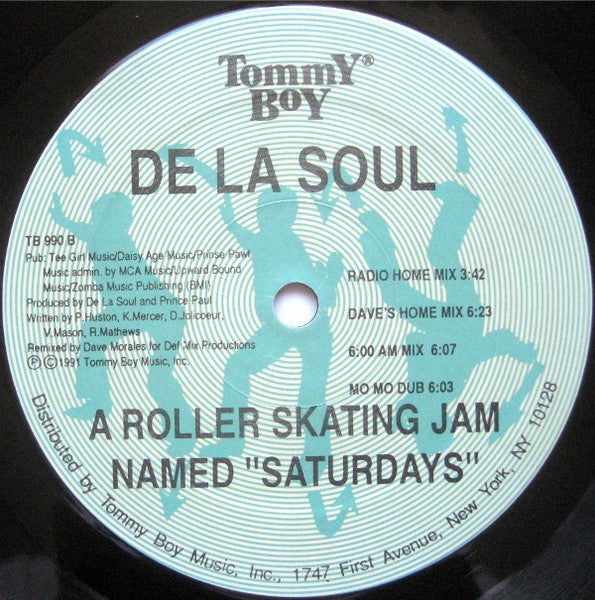 Tommy®
Boy
DE LA SOUL
TB 990 B
Pub: Tee Girl Music/Daisy Age Music/Prinse Pawl
Music admin. by MCA Music/Upward Bound
Music/Zomba Music Publishing (BMI)
Produced by De La Soul and Prince Paul
Written by P.Huston, K.Mercer, D.Jolicoeur,
V.Mason, R.Mathews
Remixed by Dave Morales for Def Mix Productions
Ⓟ ©1991 Tommy Boy Music, Inc.
RADIO HOME MIX 3:42
DAVE'S HOME MIX 6:23
6:00 AM MIX 6:07
MO MO DUB 6:03
A ROLLER SKATING JAM
NAMED "SATURDAYS"
Distributed by Tommy Boy Music, Inc., 1747 First Avenue, New York, NY 10128